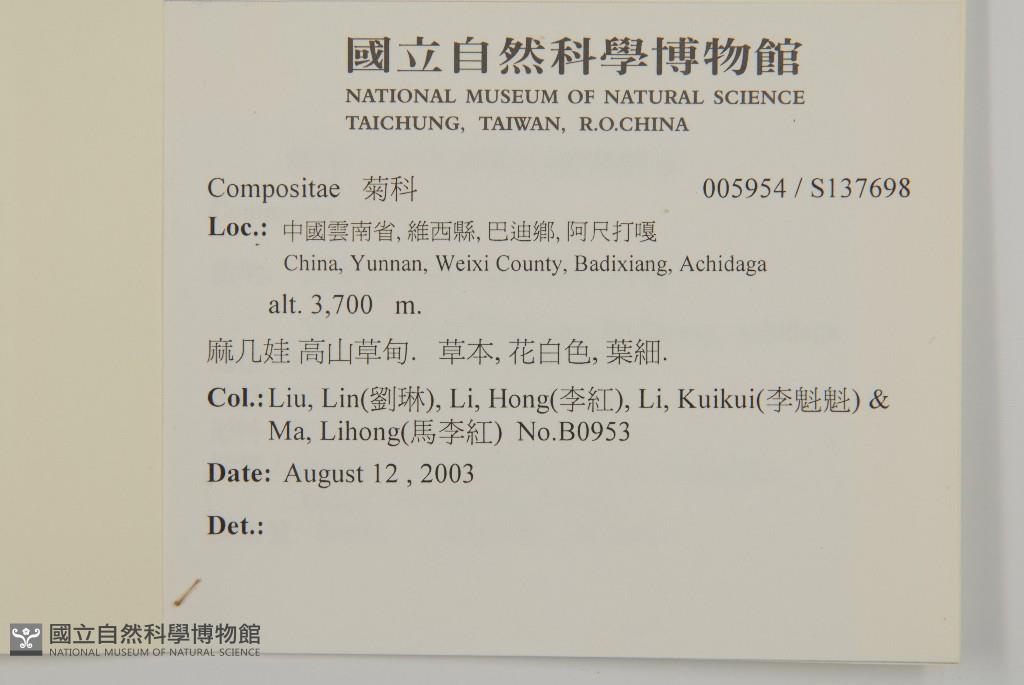 國立自然科學博物館
NATIONAL MUSEUM OF NATURAL SCIENCE
TAICHUNG, TAIWAN, R.O.CHINA
Compositae 菊科 005954 / S137698
Loc.: 中國雲南省, 維西縣, 巴迪鄉, 阿尺打嘎
China, Yunnan, Weixi County, Badixiang, Achidaga
alt. 3,700 m.
麻几娃 高山草甸. 草本, 花白色, 葉細.
Col.: Liu, Lin(劉琳), Li, Hong(李紅), Li, Kuikui(李魁魁) &
Ma, Lihong(馬李紅) No.B0953
Date: August 12 , 2003
Det.:
國立自然科學博物館
NATIONAL MUSEUM OF NATURAL SCIENCE